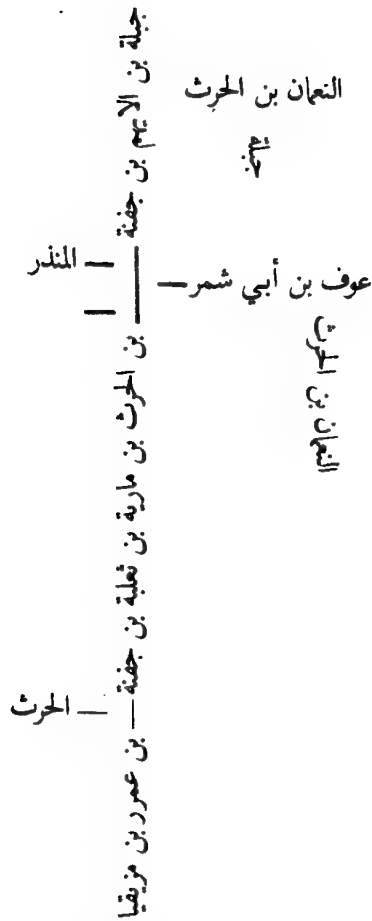 جبلة بن الايهم بن جفنة
النعمان بن الحرث
جبلة
المنذر
عوف بن أبي شمر
النعمان بن الحرث
بن الحرث بن مارية بن ثعلبة بن جفنة
الحرث
بن عمرو بن مزيقيا